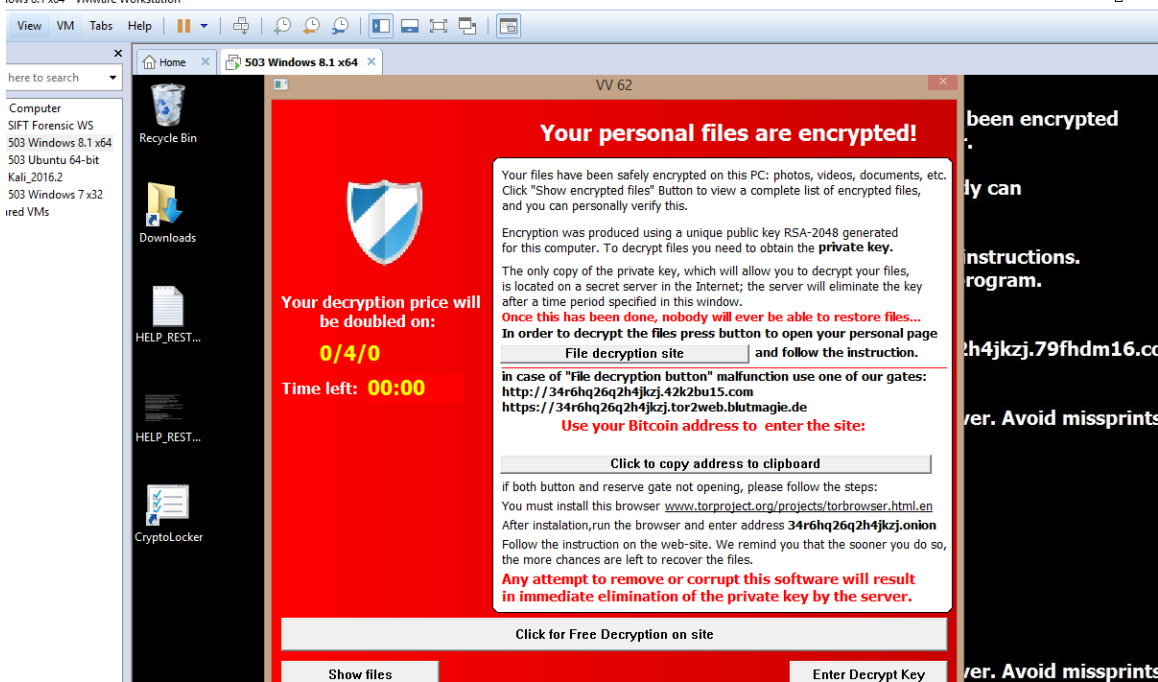 View VM Tabs Help
here to search
Home
503 Windows 8.1 x64
Computer
SIFT Forensic WS
503 Windows 8.1 x64
503 Ubuntu 64-bit
Kali_2016.2
503 Windows 7 x32
Recycle Bin
Downloads
HELP_REST...
HELP_REST...
CryptoLocker
VV 62
Your personal files are encrypted!
Your files have been safely encrypted on this PC: photos, videos, documents, etc.
Click "Show encrypted files" Button to view a complete list of encrypted files,
and you can personally verify this.
Encryption was produced using a unique public key RSA-2048 generated
for this computer. To decrypt files you need to obtain the private key.
The only copy of the private key, which will allow you to decrypt your files,
is located on a secret server in the Internet; the server will eliminate the key
after a time period specified in this window.
Once this has been done, nobody will ever be able to restore files...
In order to decrypt the files press button to open your personal page
File decryption site and follow the instruction.
in case of "File decryption button" malfunction use one of our gates:
http://34r6hq26q2h4jkzj.42k2bu15.com
https://34r6hq26q2h4jkzj.tor2web.blutmagie.de
Use your Bitcoin address to enter the site:
Click to copy address to clipboard
if both button and reserve gate not opening, please follow the steps:
You must install this browser www.torproject.org/projects/torbrowser.html.en
After instalation,run the browser and enter address 34r6hq26q2h4jkzj.onion
Follow the instruction on the web-site. We remind you that the sooner you do so,
the more chances are left to recover the files.
Any attempt to remove or corrupt this software will result
in immediate elimination of the private key by the server.
Your decryption price will
be doubled on:
0/4/0
Time left: 00:00
Click for Free Decryption on site
Show files
Enter Decrypt Key
been encrypted
can
instructions.
2h4jkzj.79fhdm16.co
ver. Avoid missprints
ver. Avoid missprints